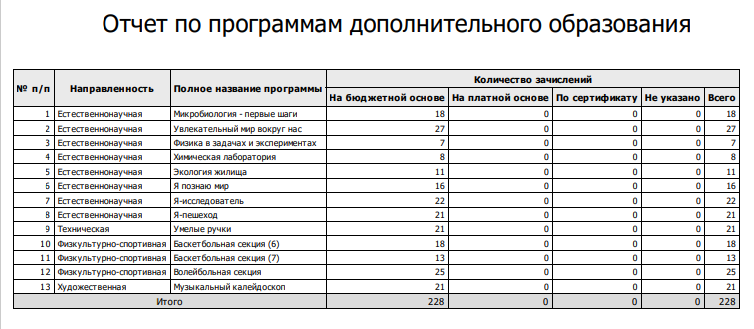 Отчет по программам дополнительного образования
№ п/п Направленность Полное название программы Количество зачислений
На бюджетной основе На платной основе По сертификату Не указано Всего
1 Естественнонаучная Микробиология - первые шаги 18 0 0 0 18
2 Естественнонаучная Увлекательный мир вокруг нас 27 0 0 0 27
3 Естественнонаучная Физика в задачах и экспериментах 7 0 0 0 7
4 Естественнонаучная Химическая лаборатория 8 0 0 0 8
5 Естественнонаучная Экология жилища 11 0 0 0 11
6 Естественнонаучная Я познаю мир 16 0 0 0 16
7 Естественнонаучная Я-исследователь 22 0 0 0 22
8 Естественнонаучная Я-пешеход 21 0 0 0 21
9 Техническая Умелые ручки 21 0 0 0 21
10 Физкультурно-спортивная Баскетбольная секция (6) 18 0 0 0 18
11 Физкультурно-спортивная Баскетбольная секция (7) 13 0 0 0 13
12 Физкультурно-спортивная Волейбольная секция 25 0 0 0 25
13 Художественная Музыкальный калейдоскоп 21 0 0 0 21
Итого 228 0 0 0 228